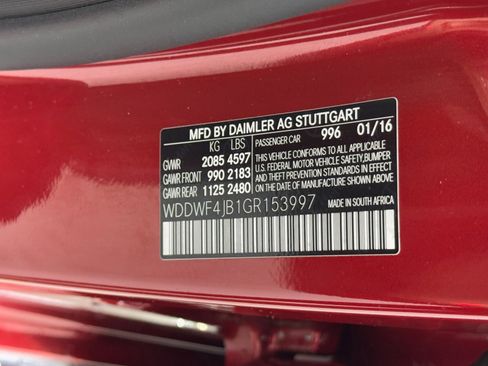 MFD BY DAIMLER AG STUTTGART
KG LBS PASSENGER CAR 996 01/16
GVWR 2085 4597 THIS VEHICLE CONFORMS TO ALL APPLICABLE
GAWR FRONT 990 2183 U.S. FEDERAL MOTOR VEHICLE SAFETY, BUMPER
GAWR REAR 1125 2480 AND THEFT PREVENTION STANDARDS IN EFFECT ON
THE DATE OF MANUFACTURE SHOWN ABOVE.
WDDWF4JB1GR153997 MADE IN SOUTH AFRICA